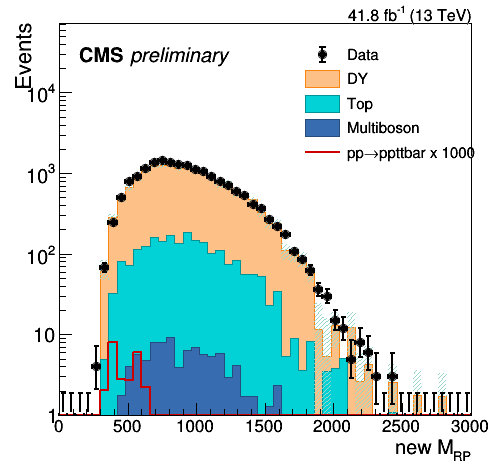 41.8 fb⁻¹ (13 TeV)
Events
CMS preliminary
Data
DY
Top
Multiboson
pp→ppttbar x 1000
10⁴
10³
10²
10
1
0 500 1000 1500 2000 2500 3000
new M_RP